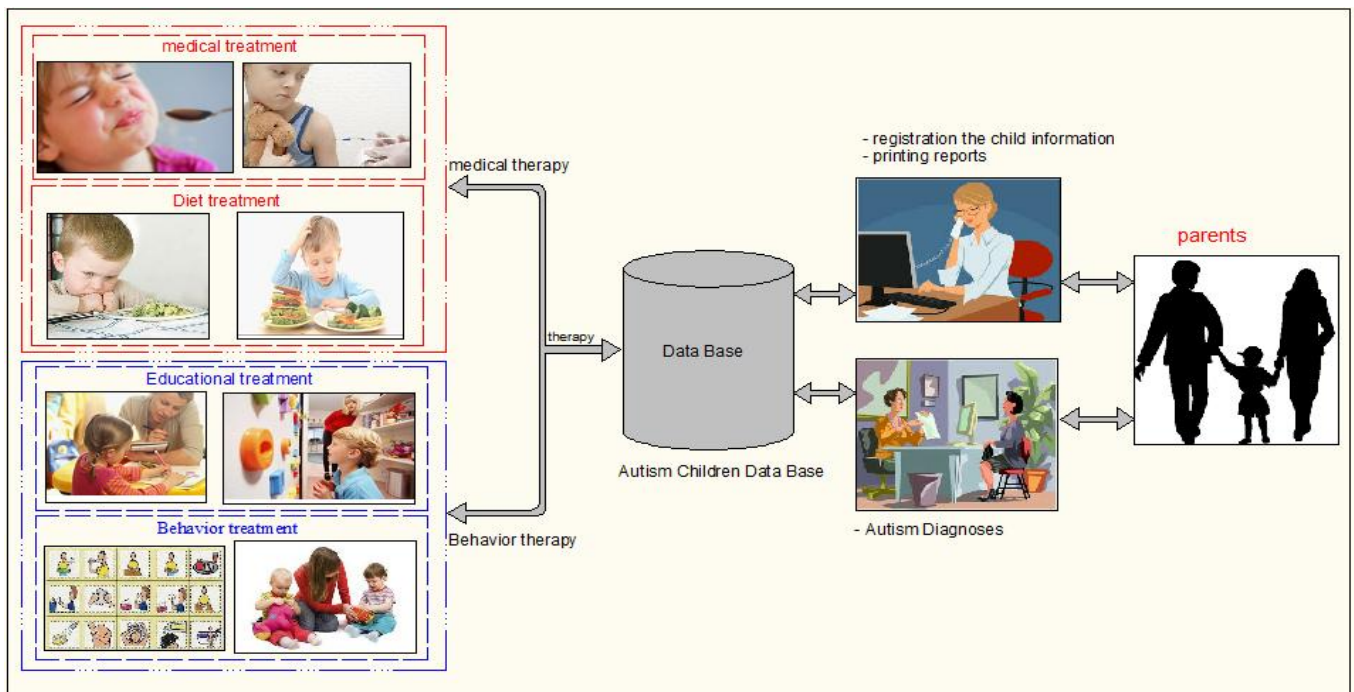 medical treatment
Diet treatment
Educational treatment
Behavior treatment
medical therapy
therapy
Behavior therapy
Data Base
Autism Children Data Base
- registration the child information
- printing reports
- Autism Diagnoses
parents